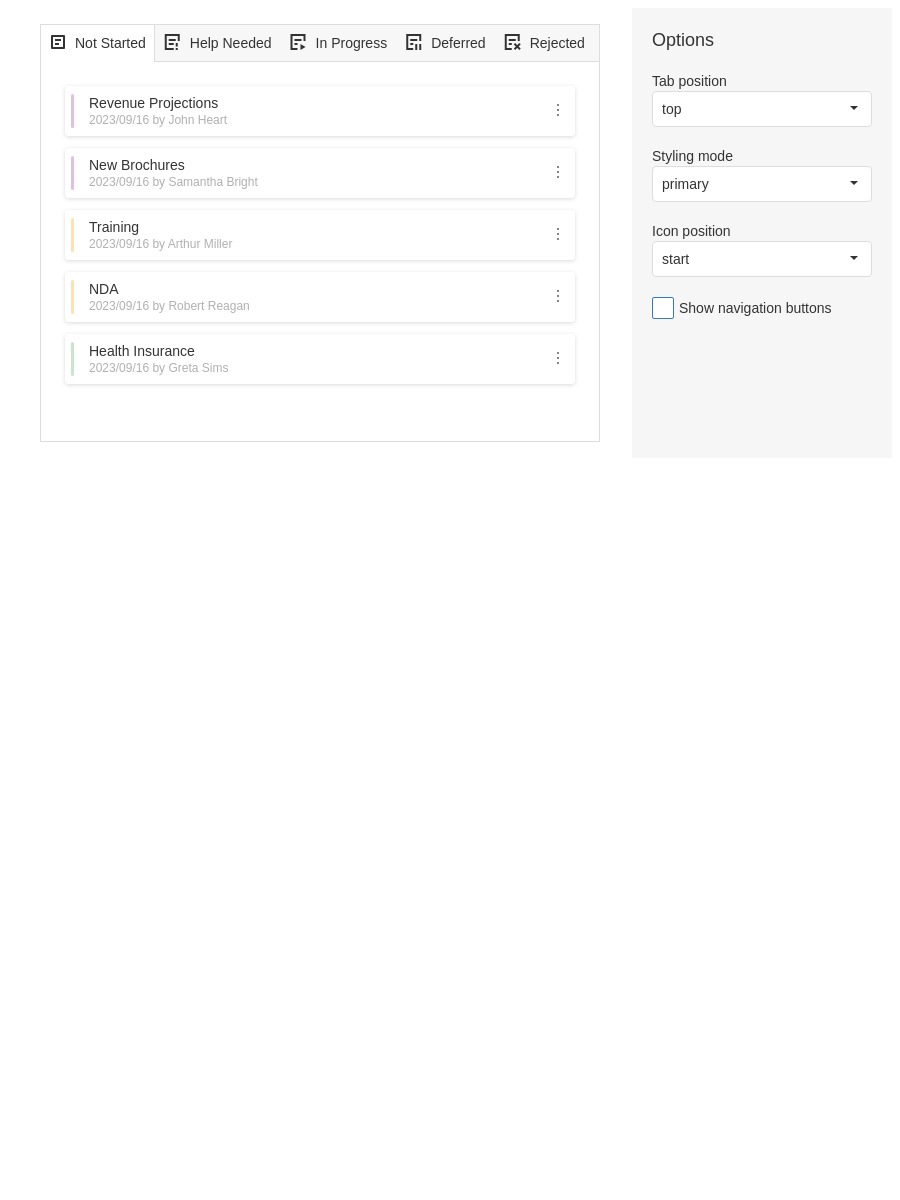 Not Started
Help Needed
In Progress
Deferred
Rejected
Revenue Projections
2023/09/16 by John Heart
New Brochures
2023/09/16 by Samantha Bright
Training
2023/09/16 by Arthur Miller
NDA
2023/09/16 by Robert Reagan
Health Insurance
2023/09/16 by Greta Sims
Options
Tab position
top
Styling mode
primary
Icon position
start
Show navigation buttons